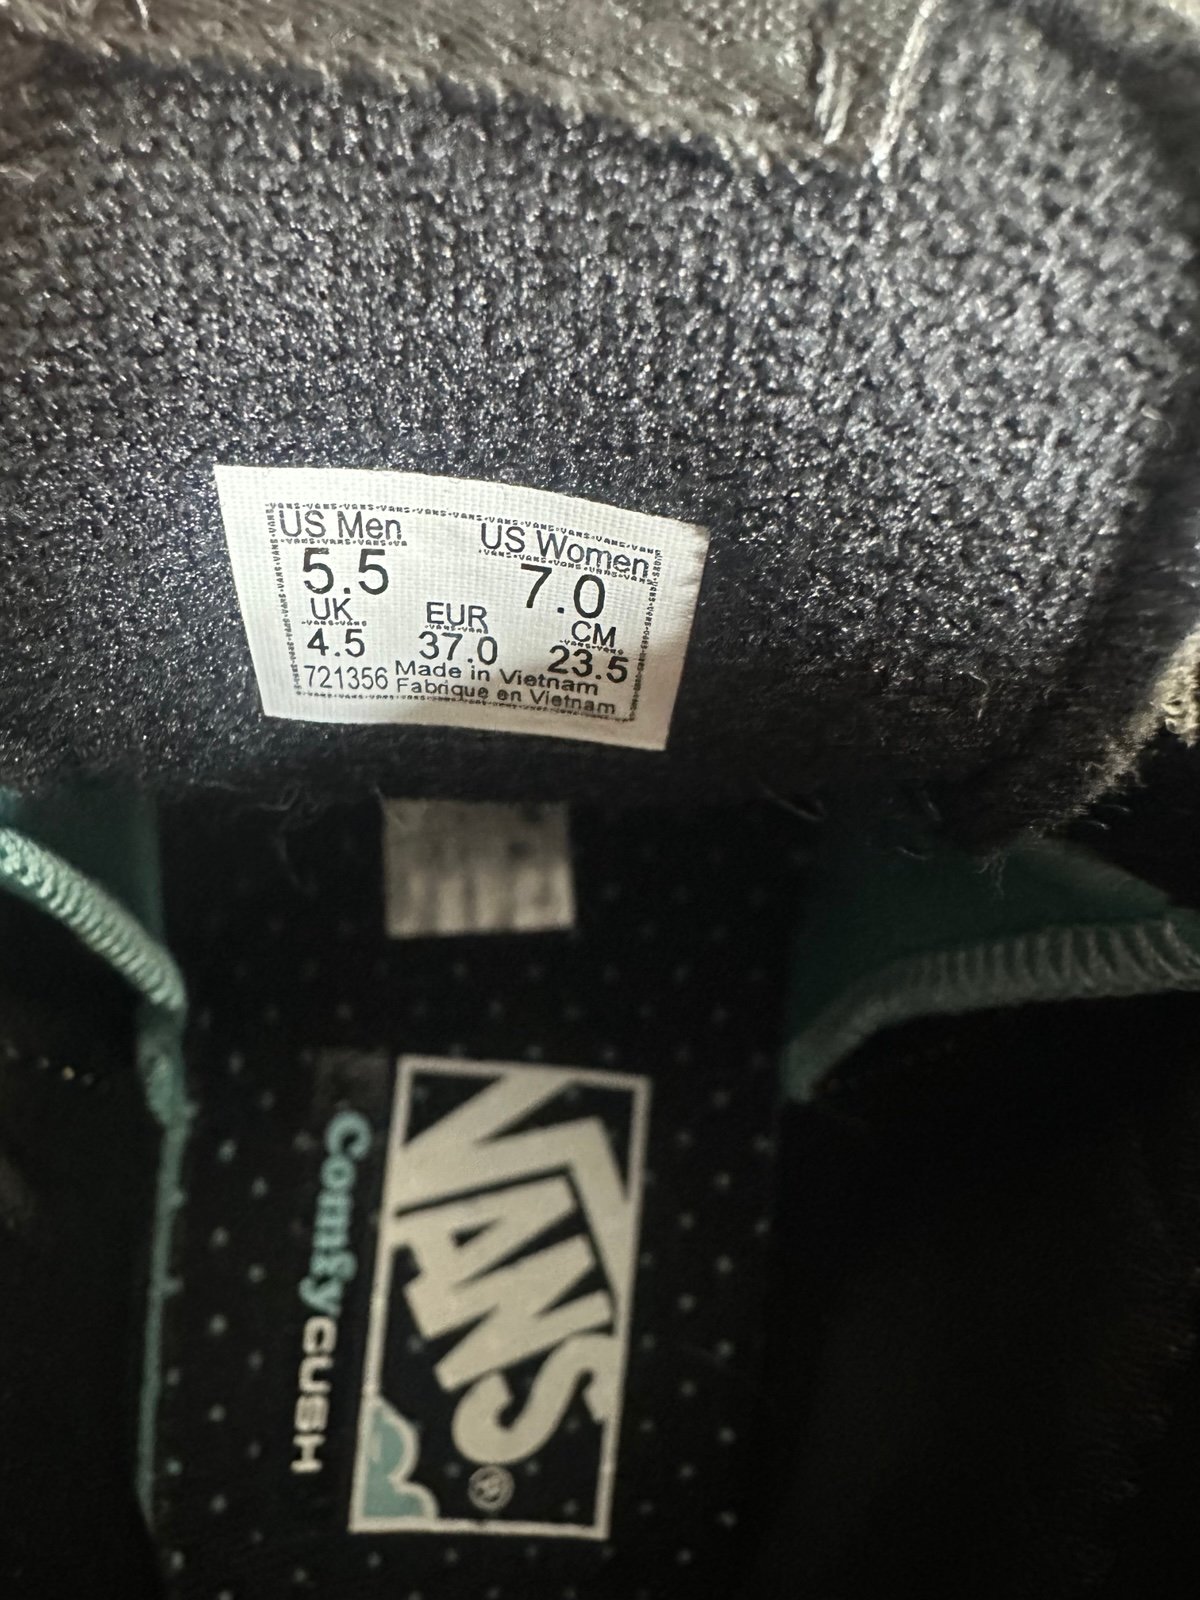 US Men US Women
5.5 7.0
UK EUR CM
4.5 37.0 23.5
721356 Made in Vietnam
Fabrique en Vietnam
VANS®
ComfyCUSH